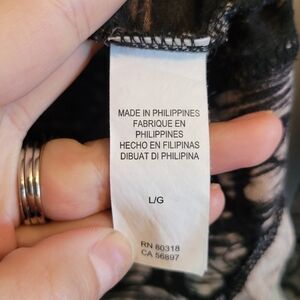 MADE IN PHILIPPINES
FABRIQUE EN
PHILIPPINES
HECHO EN FILIPINAS
DIBUAT DI PHILIPINA
L/G
RN 80318
CA 56897